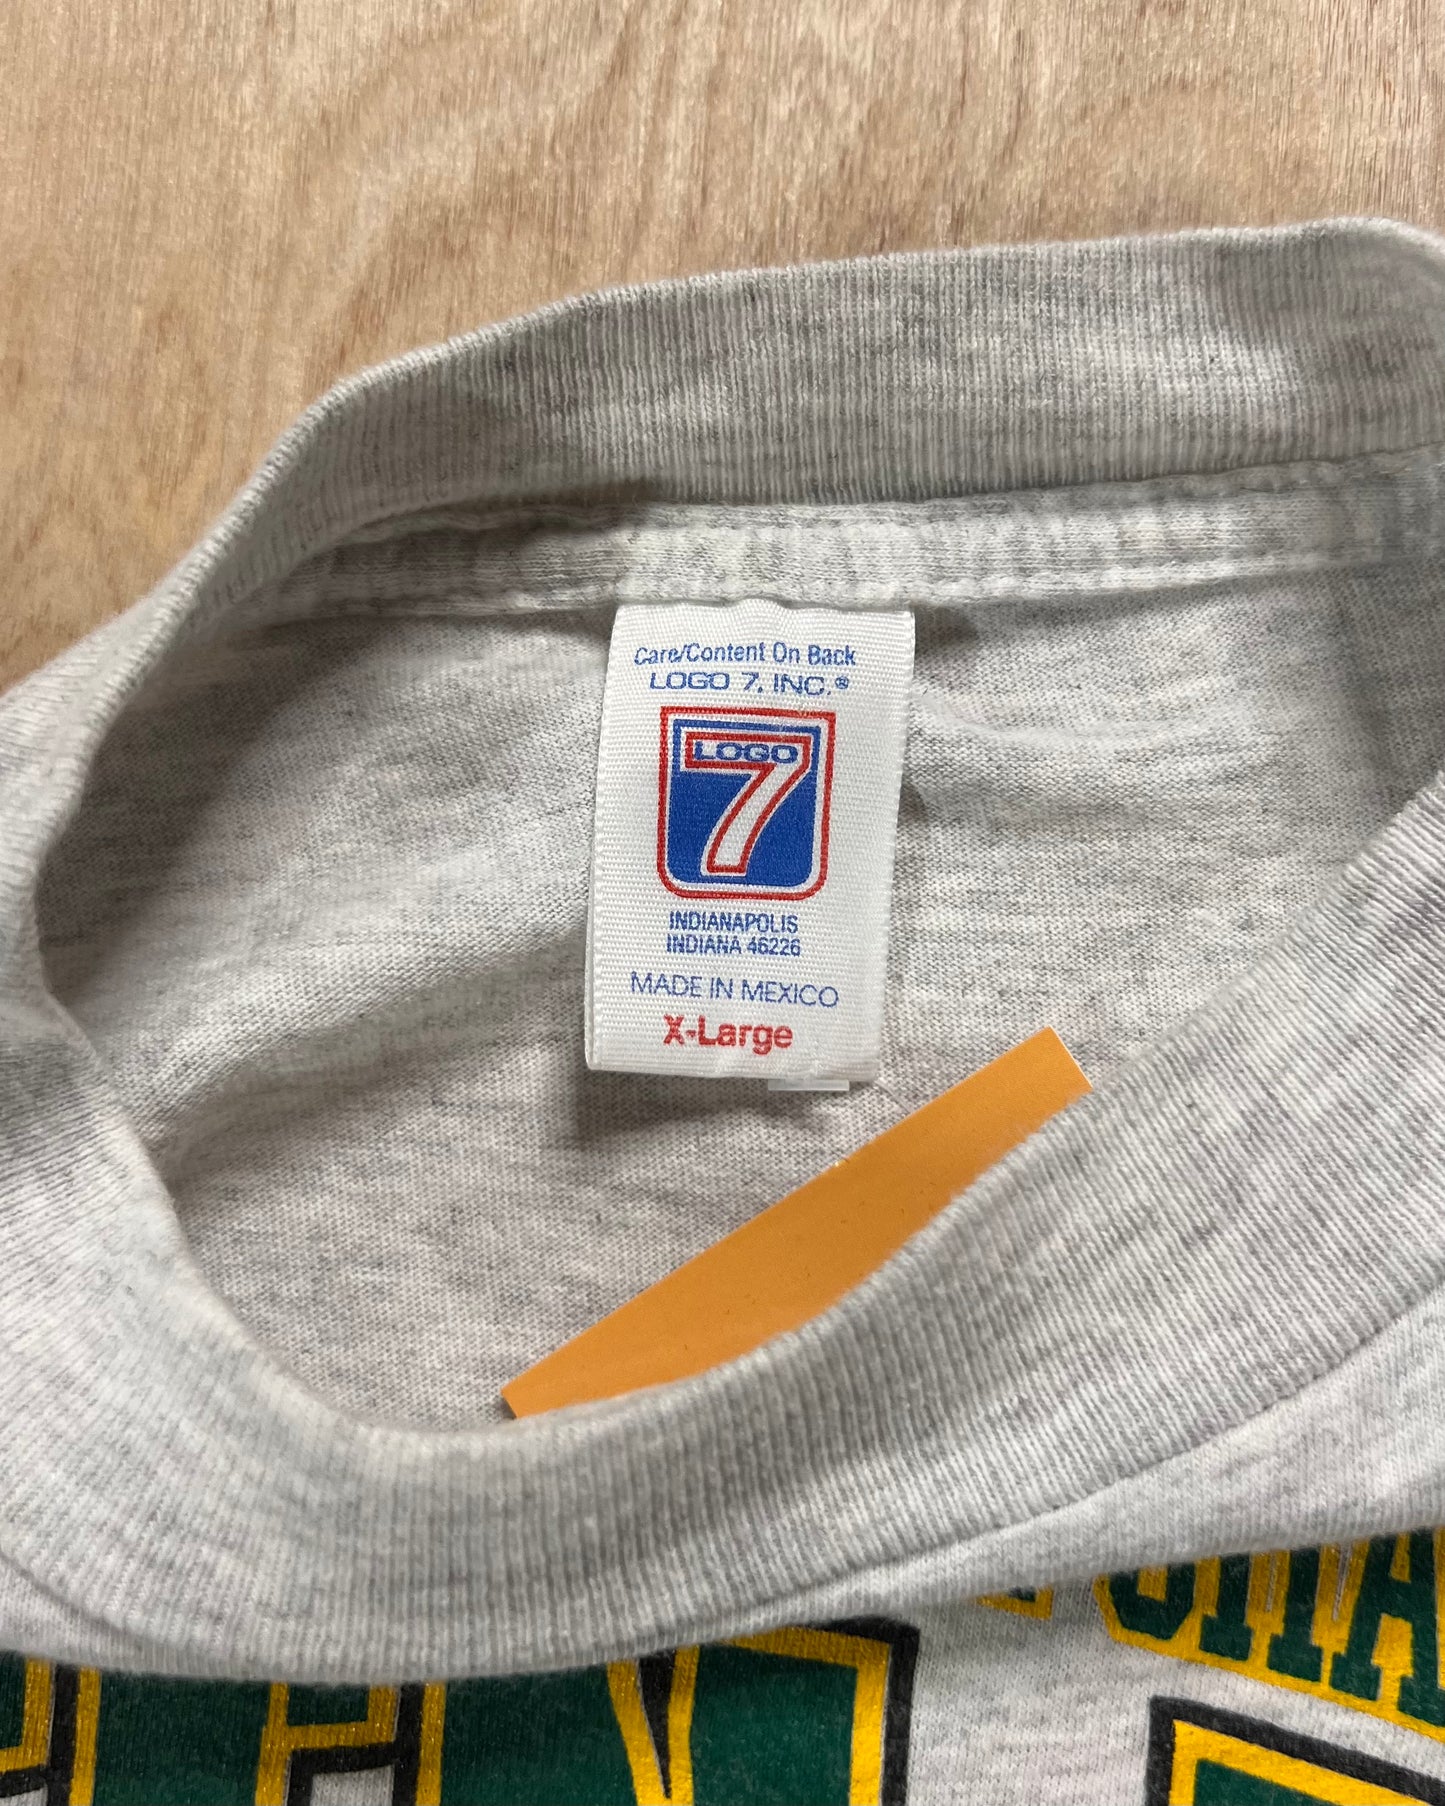 Care/Content On Back
LOGO 7, INC.®
LOGO
7
INDIANAPOLIS
INDIANA 46226
MADE IN MEXICO
X-Large